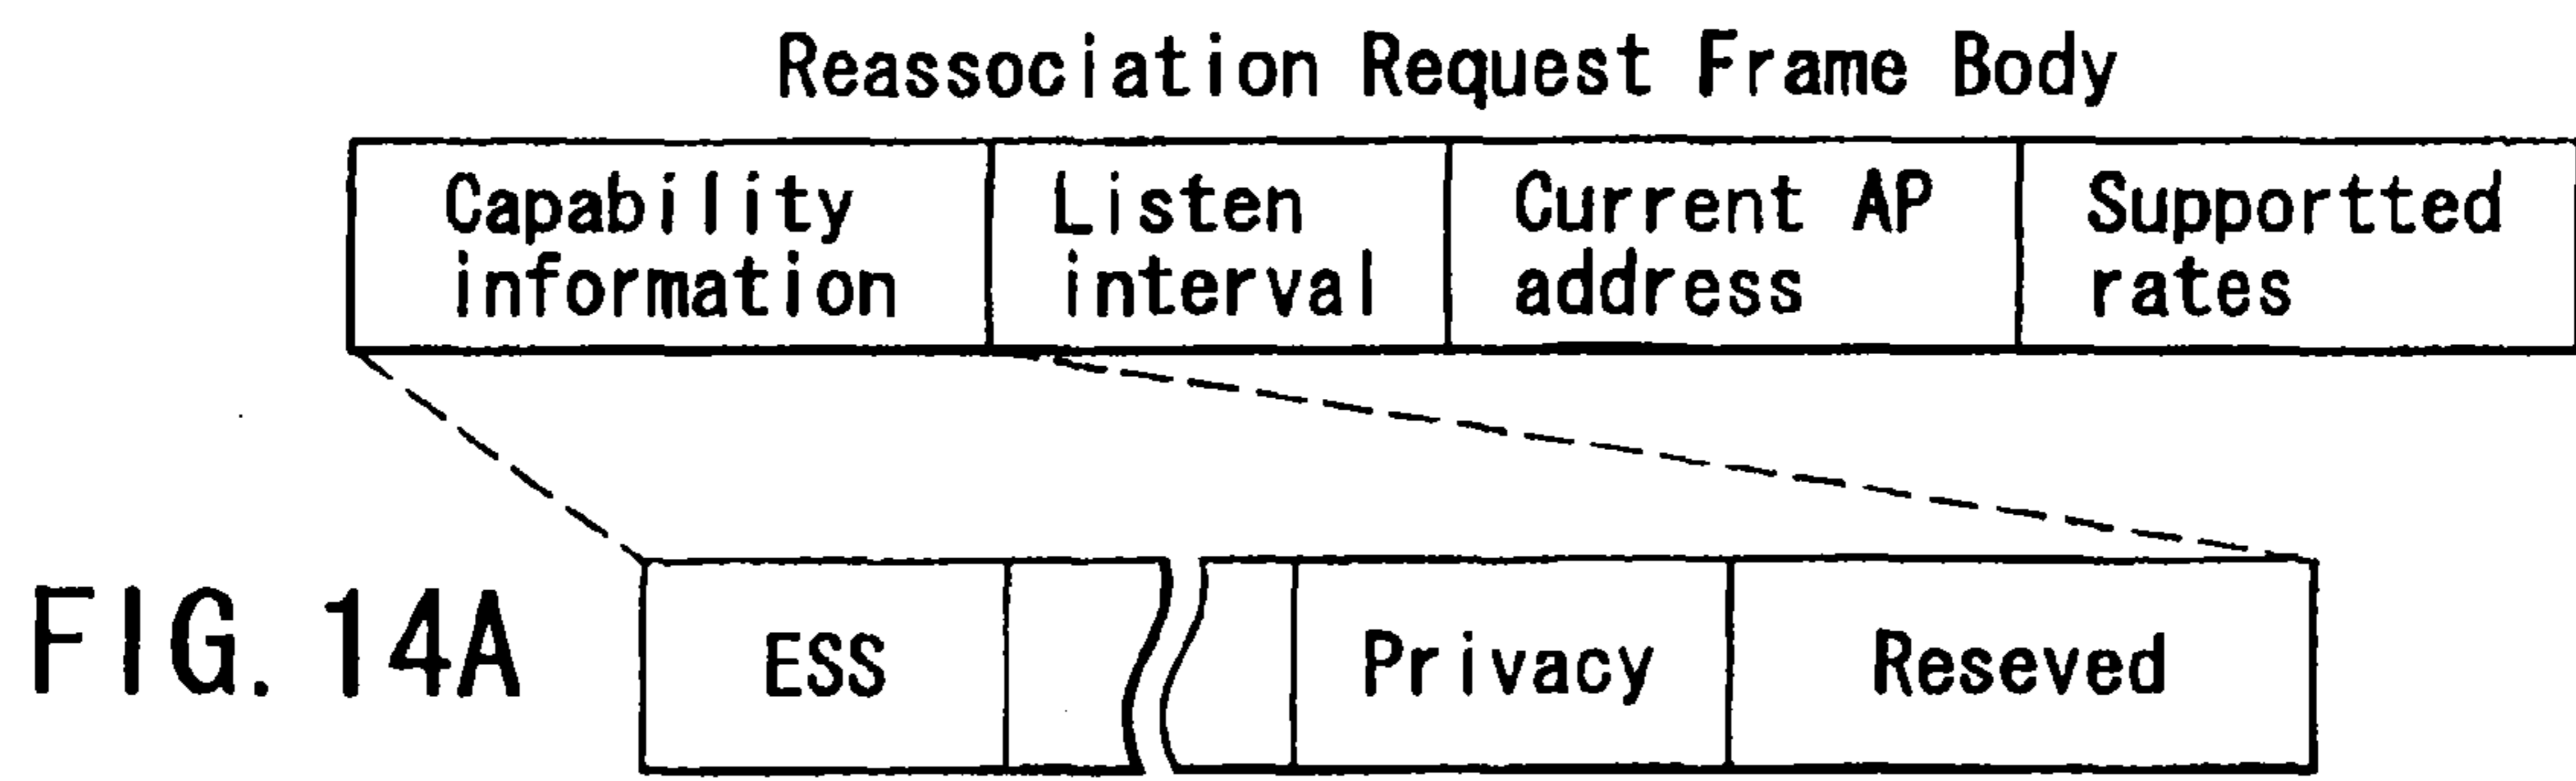 Reassociation Request Frame Body
Capability information
Listen interval
Current AP address
Supportted rates
FIG. 14A
ESS
Privacy
Reseved